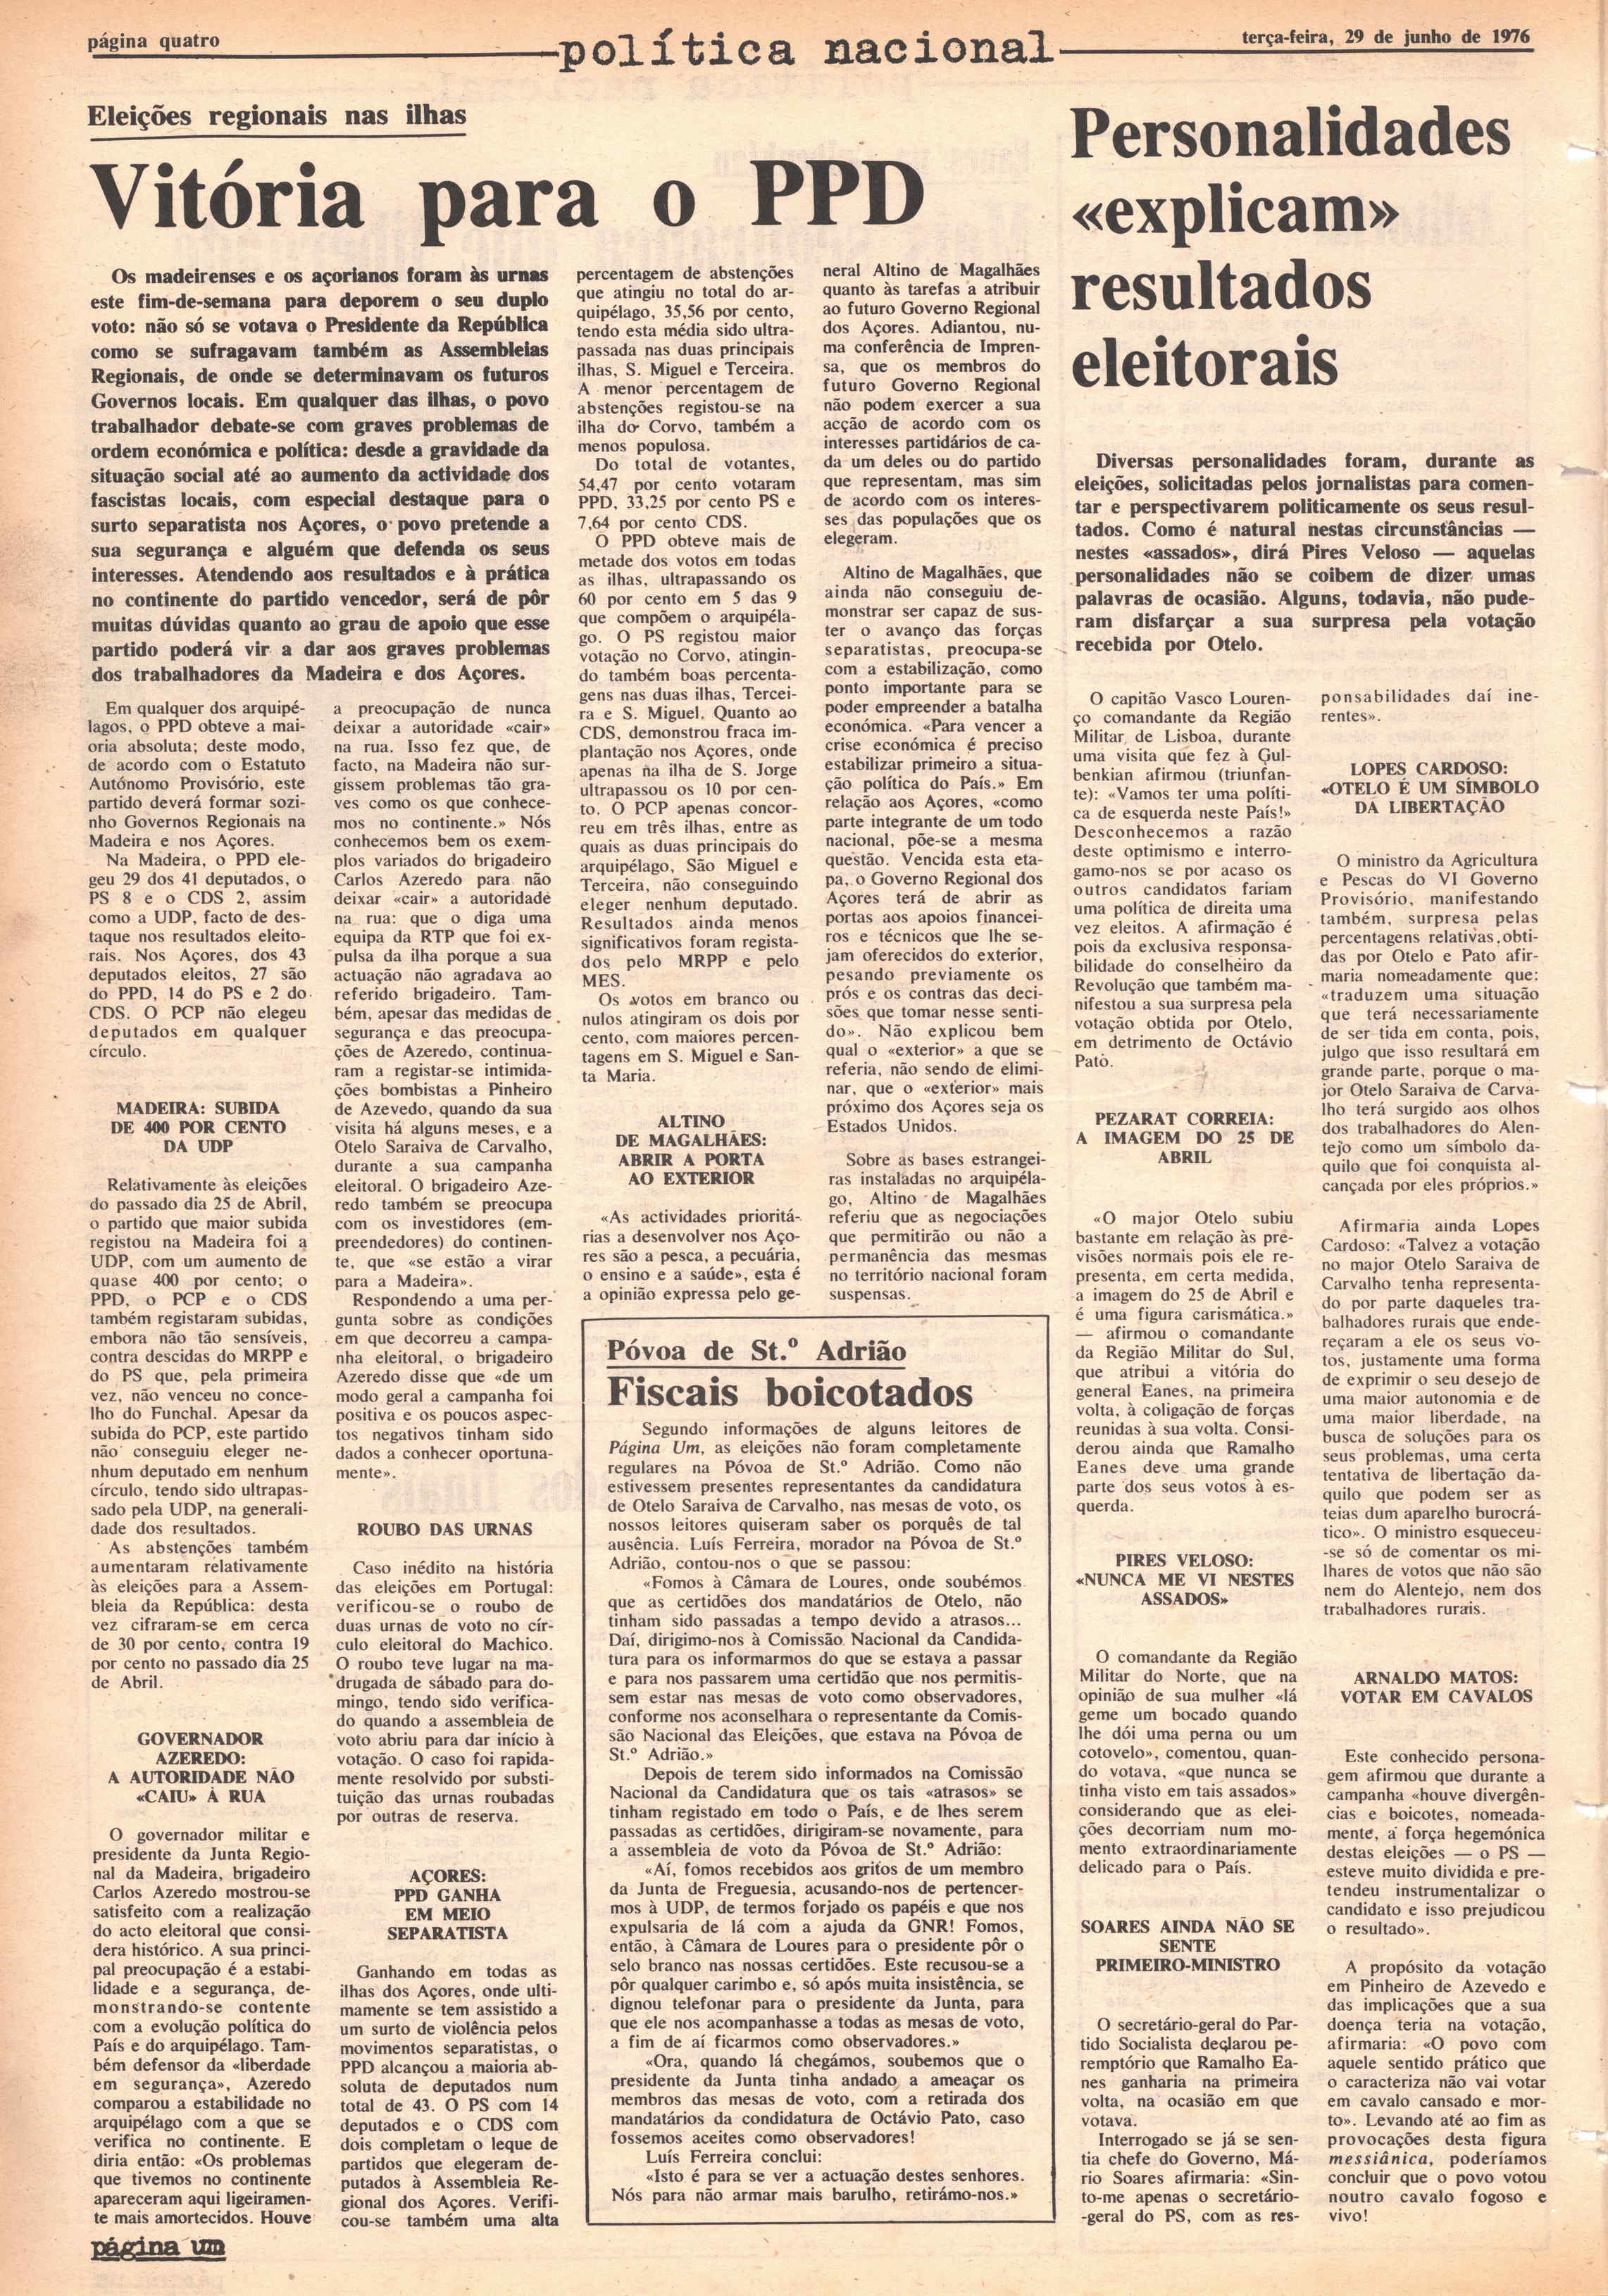 página quatro
política nacional
terça-feira, 29 de junho de 1976
Eleições regionais nas ilhas
Vitória para o PPD
Os madeirenses e os açorianos foram às urnas
este fim-de-semana para deporem o seu duplo
voto: não só se votava o Presidente da República
como se sufragavam também as Assembleias
Regionais, de onde se determinavam os futuros
Governos locais. Em qualquer das ilhas, o povo
trabalhador debate-se com graves problemas de
ordem económica e política: desde a gravidade da
situação social até ao aumento da actividade dos
fascistas locais, com especial destaque para o
surto separatista nos Açores, o povo pretende a
sua segurança e alguém que defenda os seus
interesses. Atendendo aos resultados e à prática
no continente do partido vencedor, será de pôr
muitas dúvidas quanto ao grau de apoio que esse
partido poderá vir a dar aos graves problemas
dos trabalhadores da Madeira e dos Açores.
Em qualquer dos arquipé-
lagos, o PPD obteve a mai-
oria absoluta; deste modo,
de acordo com o Estatuto
Autónomo Provisório, este
partido deverá formar sozi-
nho Governos Regionais na
Madeira e nos Açores.
Na Madeira, o PPD ele-
geu 29 dos 41 deputados, o
PS 8 e o CDS 2, assim
como a UDP, facto de des-
taque nos resultados eleito-
rais. Nos Açores, dos 43
deputados eleitos, 27 são
do PPD, 14 do PS e 2 do
CDS. O PCP não elegeu
deputados em qualquer
círculo.
MADEIRA: SUBIDA
DE 400 POR CENTO
DA UDP
Relativamente às eleições
do passado dia 25 de Abril,
o partido que maior subida
registou na Madeira foi a
UDP, com um aumento de
quase 400 por cento; o
PPD, o PCP e o CDS
também registaram subidas,
embora não tão sensíveis,
contra descidas do MRPP e
do PS que, pela primeira
vez, não venceu no conce-
lho do Funchal. Apesar da
subida do PCP, este partido
não conseguiu eleger ne-
nhum deputado em nenhum
círculo, tendo sido ultrapas-
sado pela UDP, na generali-
dade dos resultados.
As abstenções também
aumentaram relativamente
às eleições para a Assem-
bleia da República: desta
vez cifraram-se em cerca
de 30 por cento, contra 19
por cento no passado dia 25
de Abril.
GOVERNADOR
AZEREDO:
A AUTORIDADE NÃO
«CAIU» À RUA
O governador militar e
presidente da Junta Regio-
nal da Madeira, brigadeiro
Carlos Azeredo mostrou-se
satisfeito com a realização
do acto eleitoral que consi-
dera histórico. A sua princi-
pal preocupação é a estabi-
lidade e a segurança, de-
monstrando-se contente
com a evolução política do
País e do arquipélago. Tam-
bém defensor da «liberdade
em segurança», Azeredo
comparou a estabilidade no
arquipélago com a que se
verifica no continente. E
diria então: «Os problemas
que tivemos no continente
apareceram aqui ligeiramen-
te mais amortecidos. Houve
a preocupação de nunca
deixar a autoridade «cair»
na rua. Isso fez que, de
facto, na Madeira não sur-
gissem problemas tão gra-
ves como os que conhece-
mos no continente.» Nós
conhecemos bem os exem-
plos variados do brigadeiro
Carlos Azeredo para não
deixar «cair» a autoridade
na rua: que o diga uma
equipa da RTP que foi ex-
pulsa da ilha porque a sua
actuação não agradava ao
referido brigadeiro. Tam-
bém, apesar das medidas de
segurança e das preocupa-
ções de Azeredo, continua-
ram a registar-se intimida-
ções bombistas a Pinheiro
de Azevedo, quando da sua
visita há alguns meses, e a
Otelo Saraiva de Carvalho,
durante a sua campanha
eleitoral. O brigadeiro Aze-
redo também se preocupa
com os investidores (em-
preendedores) do continen-
te, que «se estão a virar
para a Madeira».
Respondendo a uma per-
gunta sobre as condições
em que decorreu a campa-
nha eleitoral, o brigadeiro
Azeredo disse que «de um
modo geral a campanha foi
positiva e os poucos aspec-
tos negativos tinham sido
dados a conhecer oportuna-
mente».
ROUBO DAS URNAS
Caso inédito na história
das eleições em Portugal:
verificou-se o roubo de
duas urnas de voto no cír-
culo eleitoral do Machico.
O roubo teve lugar na ma-
drugada de sábado para do-
mingo, tendo sido verifica-
do quando a assembleia de
voto abriu para dar início à
votação. O caso foi rapida-
mente resolvido por substi-
tuição das urnas roubadas
por outras de reserva.
AÇORES:
PPD GANHA
EM MEIO
SEPARATISTA
Ganhando em todas as
ilhas dos Açores, onde ulti-
mamente se tem assistido a
um surto de violência pelos
movimentos separatistas, o
PPD alcançou a maioria ab-
soluta de deputados num
total de 43. O PS com 14
deputados e o CDS com
dois completam o leque de
partidos que elegeram de-
putados à Assembleia Re-
gional dos Açores. Verifi-
cou-se também uma alta
percentagem de abstenções
que atingiu no total do ar-
quipélago, 35,56 por cento,
tendo esta média sido ultra-
passada nas duas principais
ilhas, S. Miguel e Terceira.
A menor percentagem de
abstenções registou-se na
ilha do Corvo, também a
menos populosa.
Do total de votantes,
54,47 por cento votaram
PPD, 33,25 por cento PS e
7,64 por cento CDS.
O PPD obteve mais de
metade dos votos em todas
as ilhas, ultrapassando os
60 por cento em 5 das 9
que compõem o arquipéla-
go. O PS registou maior
votação no Corvo, atingin-
do também boas percenta-
gens nas duas ilhas, Tercei-
ra e S. Miguel. Quanto ao
CDS, demonstrou fraca im-
plantação nos Açores, onde
apenas na ilha de S. Jorge
ultrapassou os 10 por cen-
to. O PCP apenas concor-
reu em três ilhas, entre as
quais as duas principais do
arquipélago, São Miguel e
Terceira, não conseguindo
eleger nenhum deputado.
Resultados ainda menos
significativos foram regista-
dos pelo MRPP e pelo
MES.
Os votos em branco ou
nulos atingiram os dois por
cento, com maiores percen-
tagens em S. Miguel e San-
ta Maria.
ALTINO
DE MAGALHÃES:
ABRIR A PORTA
AO EXTERIOR
«As actividades prioritá-
rias a desenvolver nos Aço-
res são a pesca, a pecuária,
o ensino e a saúde», esta é
a opinião expressa pelo ge-
neral Altino de Magalhães
quanto às tarefas a atribuir
ao futuro Governo Regional
dos Açores. Adiantou, nu-
ma conferência de Impren-
sa, que os membros do
futuro Governo Regional
não podem exercer a sua
acção de acordo com os
interesses partidários de ca-
da um deles ou do partido
que representam, mas sim
de acordo com os interes-
ses das populações que os
elegeram.
Altino de Magalhães, que
ainda não conseguiu de-
monstrar ser capaz de sus-
ter o avanço das forças
separatistas, preocupa-se
com a estabilização, como
ponto importante para se
poder empreender a batalha
económica. «Para vencer a
crise económica é preciso
estabilizar primeiro a situa-
ção política do País.» Em
relação aos Açores, «como
parte integrante de um todo
nacional, põe-se a mesma
questão. Vencida esta eta-
pa, o Governo Regional dos
Açores terá de abrir as
portas aos apoios financei-
ros e técnicos que lhe se-
jam oferecidos do exterior,
pesando previamente os
prós e os contras das deci-
sões que tomar nesse senti-
do». Não explicou bem
qual o «exterior» a que se
referia, não sendo de elimi-
nar, que o «exterior» mais
próximo dos Açores seja os
Estados Unidos.
Sobre as bases estrangei-
ras instaladas no arquipéla-
go, Altino de Magalhães
referiu que as negociações
que permitirão ou não a
permanência das mesmas
no território nacional foram
suspensas.
Póvoa de St.º Adrião
Fiscais boicotados
Segundo informações de alguns leitores de
Página Um, as eleições não foram completamente
regulares na Póvoa de St.º Adrião. Como não
estivessem presentes representantes da candidatura
de Otelo Saraiva de Carvalho, nas mesas de voto, os
nossos leitores quiseram saber os porquês de tal
ausência. Luís Ferreira, morador na Póvoa de St.º
Adrião, contou-nos o que se passou:
«Fomos à Câmara de Loures, onde soubémos
que as certidões dos mandatários de Otelo, não
tinham sido passadas a tempo devido a atrasos...
Daí, dirigimo-nos à Comissão Nacional da Candida-
tura para os informarmos do que se estava a passar
e para nos passarem uma certidão que nos permitis-
sem estar nas mesas de voto como observadores,
conforme nos aconselhara o representante da Comis-
são Nacional das Eleições, que estava na Póvoa de
St.º Adrião.»
Depois de terem sido informados na Comissão
Nacional da Candidatura que os tais «atrasos» se
tinham registado em todo o País, e de lhes serem
passadas as certidões, dirigiram-se novamente, para
a assembleia de voto da Póvoa de St.º Adrião:
«Aí, fomos recebidos aos gritos de um membro
da Junta de Freguesia, acusando-nos de pertencer-
mos à UDP, de termos forjado os papéis e que nos
expulsaria de lá com a ajuda da GNR! Fomos,
então, à Câmara de Loures para o presidente pôr o
selo branco nas nossas certidões. Este recusou-se a
pôr qualquer carimbo e, só após muita insistência, se
dignou telefonar para o presidente da Junta, para
que ele nos acompanhasse a todas as mesas de voto,
a fim de aí ficarmos como observadores.»
«Ora, quando lá chegámos, soubemos que o
presidente da Junta tinha andado a ameaçar os
membros das mesas de voto, com a retirada dos
mandatários da condidatura de Octávio Pato, caso
fossemos aceites como observadores!
Luís Ferreira conclui:
«Isto é para se ver a actuação destes senhores.
Nós para não armar mais barulho, retirámo-nos.»
Personalidades
«explicam»
resultados
eleitorais
Diversas personalidades foram, durante as
eleições, solicitadas pelos jornalistas para comen-
tar e perspectivarem politicamente os seus resul-
tados. Como é natural nestas circunstâncias —
nestes «assados», dirá Pires Veloso — aquelas
personalidades não se coibem de dizer umas
palavras de ocasião. Alguns, todavia, não pude-
ram disfarçar a sua surpresa pela votação
recebida por Otelo.
O capitão Vasco Louren-
ço comandante da Região
Militar de Lisboa, durante
uma visita que fez à Gul-
benkian afirmou (triunfan-
te): «Vamos ter uma políti-
ca de esquerda neste País!»
Desconhecemos a razão
deste optimismo e interro-
gamo-nos se por acaso os
outros candidatos fariam
uma política de direita uma
vez eleitos. A afirmação é
pois da exclusiva responsa-
bilidade do conselheiro da
Revolução que também ma-
nifestou a sua surpresa pela
votação obtida por Otelo,
em detrimento de Octávio
Pato.
PEZARAT CORREIA:
A IMAGEM DO 25 DE
ABRIL
«O major Otelo subiu
bastante em relação às pre-
visões normais pois ele re-
presenta, em certa medida,
a imagem do 25 de Abril e
é uma figura carismática.»
— afirmou o comandante
da Região Militar do Sul,
que atribui a vitória do
general Eanes, na primeira
volta, à coligação de forças
reunidas à sua volta. Consi-
derou ainda que Ramalho
Eanes deve uma grande
parte dos seus votos à es-
querda.
PIRES VELOSO:
«NUNCA ME VI NESTES
ASSADOS»
O comandante da Região
Militar do Norte, que na
opinião de sua mulher «lá
geme um bocado quando
lhe dói uma perna ou um
cotovelo», comentou, quan-
do votava, «que nunca se
tinha visto em tais assados»
considerando que as elei-
ções decorriam num mo-
mento extraordinariamente
delicado para o País.
SOARES AINDA NÃO SE
SENTE
PRIMEIRO-MINISTRO
O secretário-geral do Par-
tido Socialista declarou pe-
remptório que Ramalho Ea-
nes ganharia na primeira
volta, na ocasião em que
votava.
Interrogado se já se sen-
tia chefe do Governo, Má-
rio Soares afirmaria: «Sin-
to-me apenas o secretário-
-geral do PS, com as res-
ponsabilidades daí ine-
rentes».
LOPES CARDOSO:
«OTELO É UM SÍMBOLO
DA LIBERTAÇÃO
O ministro da Agricultura
e Pescas do VI Governo
Provisório, manifestando
também, surpresa pelas
percentagens relativas obti-
das por Otelo e Pato afir-
maria nomeadamente que:
«traduzem uma situação
que terá necessariamente
de ser tida em conta, pois,
julgo que isso resultará em
grande parte, porque o ma-
jor Otelo Saraiva de Carva-
lho terá surgido aos olhos
dos trabalhadores do Alen-
tejo como um símbolo da-
quilo que foi conquista al-
cançada por eles próprios.»
Afirmaria ainda Lopes
Cardoso: «Talvez a votação
no major Otelo Saraiva de
Carvalho tenha representa-
do por parte daqueles tra-
balhadores rurais que ende-
reçaram a ele os seus vo-
tos, justamente uma forma
de exprimir o seu desejo de
uma maior autonomia e de
uma maior liberdade, na
busca de soluções para os
seus problemas, uma certa
tentativa de libertação da-
quilo que podem ser as
teias dum aparelho burocrá-
tico». O ministro esqueceu-
-se só de comentar os mi-
lhares de votos que não são
nem do Alentejo, nem dos
trabalhadores rurais.
ARNALDO MATOS:
VOTAR EM CAVALOS
Este conhecido persona-
gem afirmou que durante a
campanha «houve divergên-
cias e boicotes, nomeada-
mente, a força hegemónica
destas eleições — o PS —
esteve muito dividida e pre-
tendeu instrumentalizar o
candidato e isso prejudicou
o resultado».
A propósito da votação
em Pinheiro de Azevedo e
das implicações que a sua
doença teria na votação,
afirmaria: «O povo com
aquele sentido prático que
o caracteriza não vai votar
em cavalo cansado e mor-
to». Levando até ao fim as
provocações desta figura
messiânica, poderíamos
concluir que o povo votou
noutro cavalo fogoso e
vivo!
página um